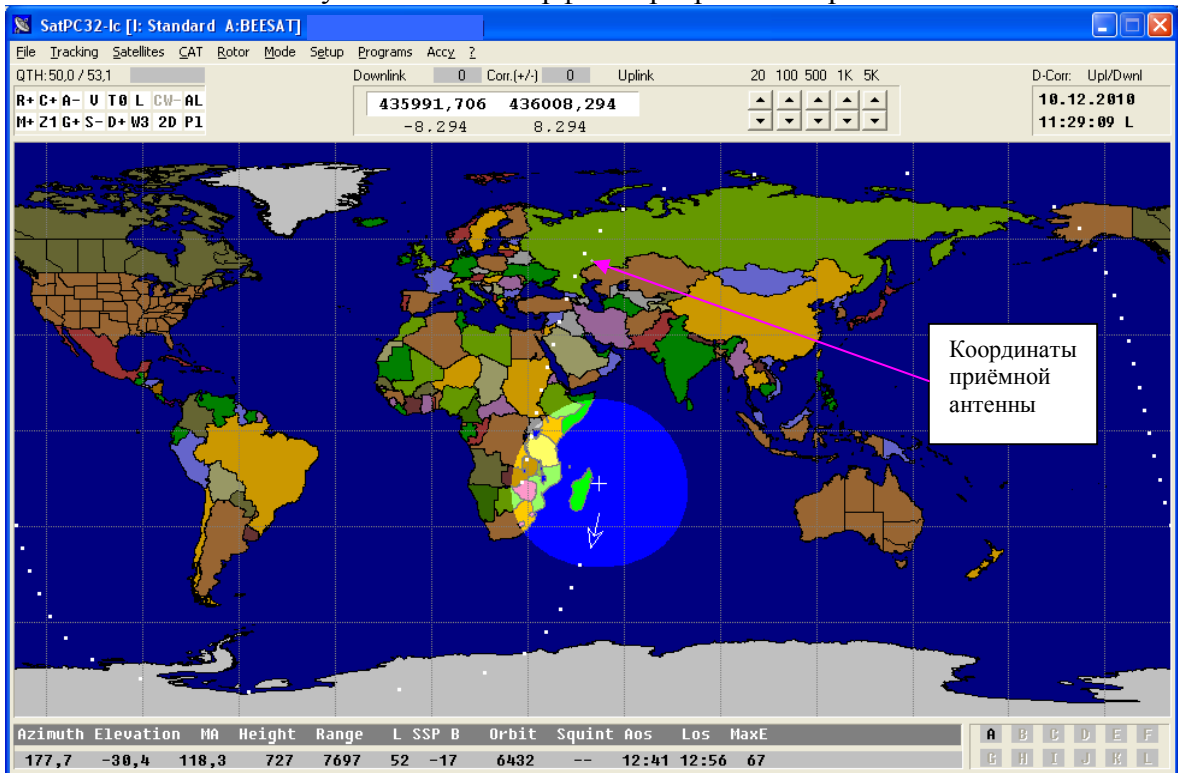 SatPC32-Ic [I: Standard A:BEESAT]
File Tracking Satellites CAT Rotor Mode Setup Programs Accy ?
QTH: 50,0 / 53,1 Downlink 0 Corr.(+/-) 0 Uplink 20 100 500 1K 5K D-Corr: Upl/Dwnl
R+ C+ A- V T0 L CW- AL
M+ Z1 G+ S- D+ W3 2D P1
435991,706 436008,294
-8.294 8.294
10.12.2010
11:29:09 L
Координаты
приёмной
антенны
Azimuth Elevation MA Height Range L SSP B Orbit Squint Aos Los MaxE
177,7 -30,4 118,3 727 7697 52 -17 6432 -- 12:41 12:56 67
A B C D E F
G H I J K L